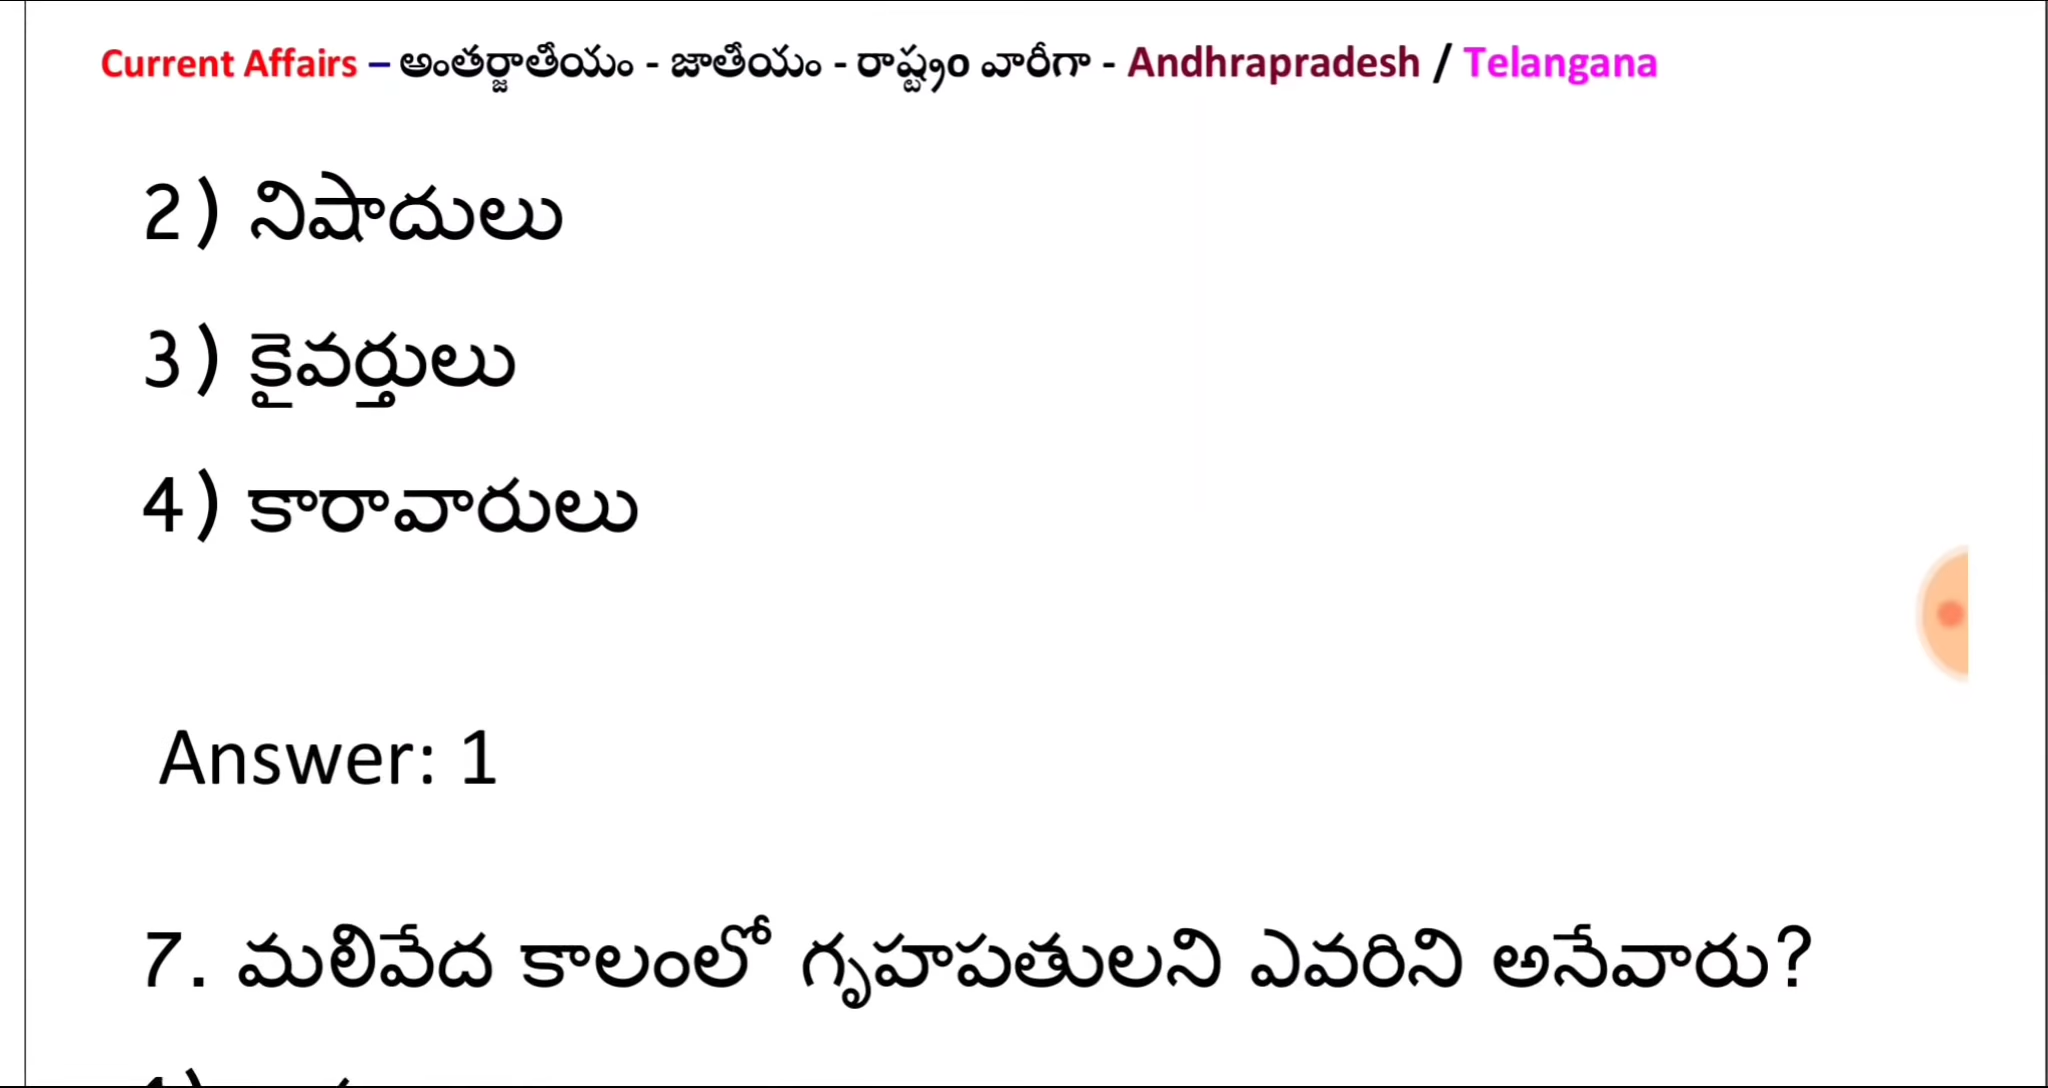 Current Affairs – అంతర్జాతీయం - జాతీయం - రాష్ట్రం వారీగా - Andhrapradesh / Telangana
2) నిషాదులు
3) కైవర్తులు
4) కారావారులు
Answer: 1
7. మలివేద కాలంలో గృహపతులని ఎవరిని అనేవారు?